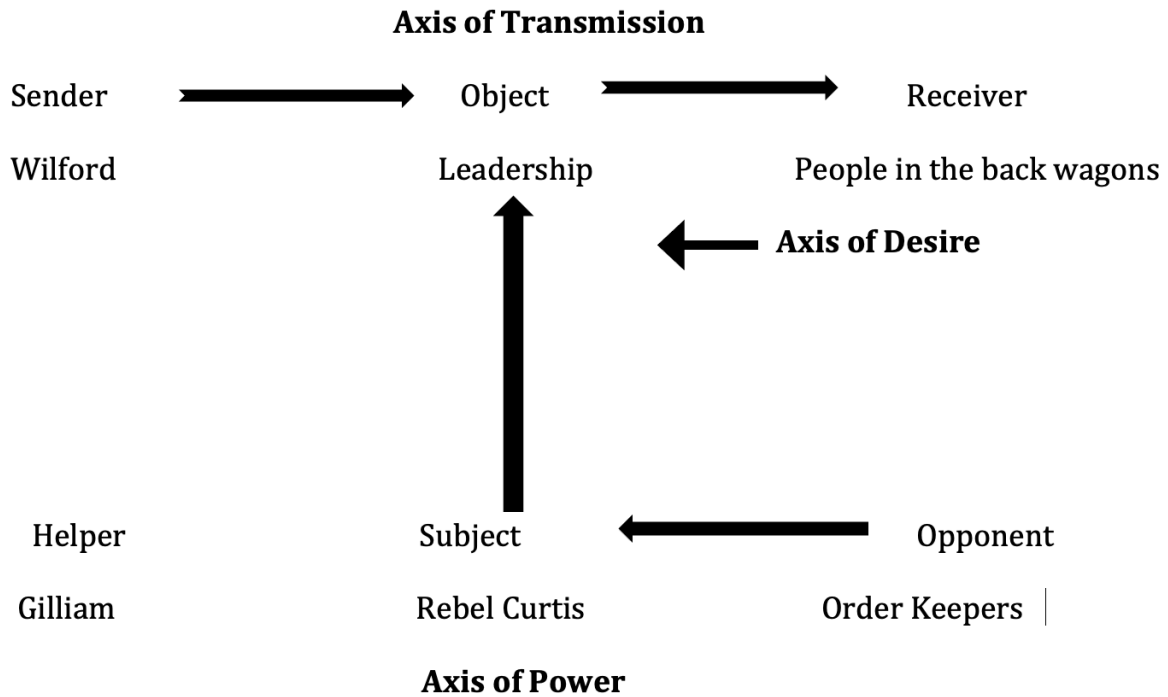 Axis of Transmission
Sender Object Receiver
Wilford Leadership People in the back wagons
Axis of Desire
Helper Subject Opponent
Gilliam Rebel Curtis Order Keepers
Axis of Power